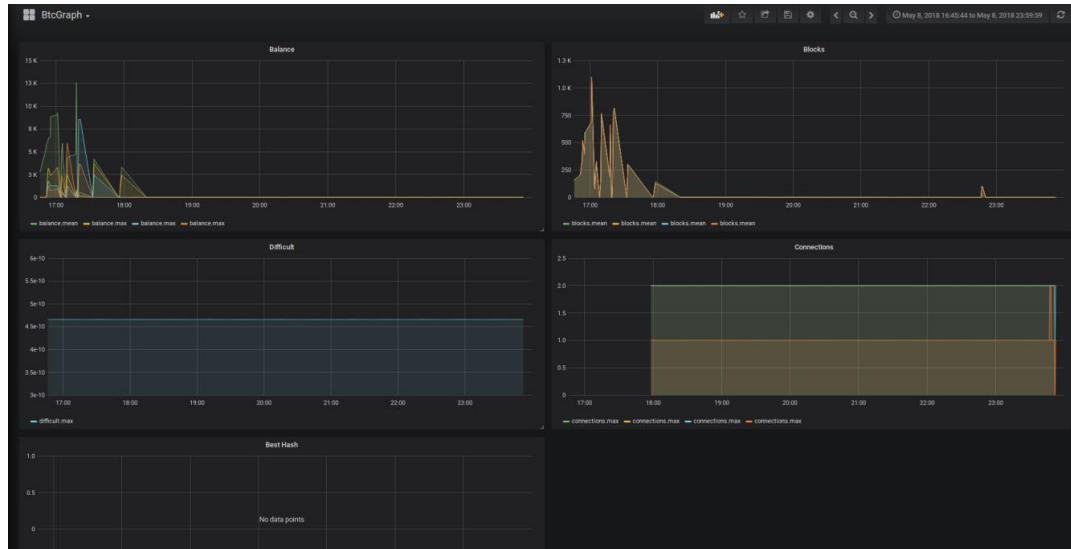 BtcGraph
May 8, 2018 16:45:44 to May 8, 2018 23:59:59
Balance
15 K
13 K
10 K
8 K
5 K
3 K
0
17:00 18:00 19:00 20:00 21:00 22:00 23:00
balance.mean balance.max balance.max balance.max
Blocks
1.3 K
1.0 K
750
500
250
0
17:00 18:00 19:00 20:00 21:00 22:00 23:00
blocks.mean blocks.mean blocks.mean blocks.mean
Difficult
6e-10
5.5e-10
5e-10
4.5e-10
4e-10
3.5e-10
3e-10
17:00 18:00 19:00 20:00 21:00 22:00 23:00
difficult.max
Connections
2.5
2.0
1.5
1.0
0.5
0
17:00 18:00 19:00 20:00 21:00 22:00 23:00
connections.max connections.max connections.max connections.max
Best Hash
1.0
0.5
0
No data points